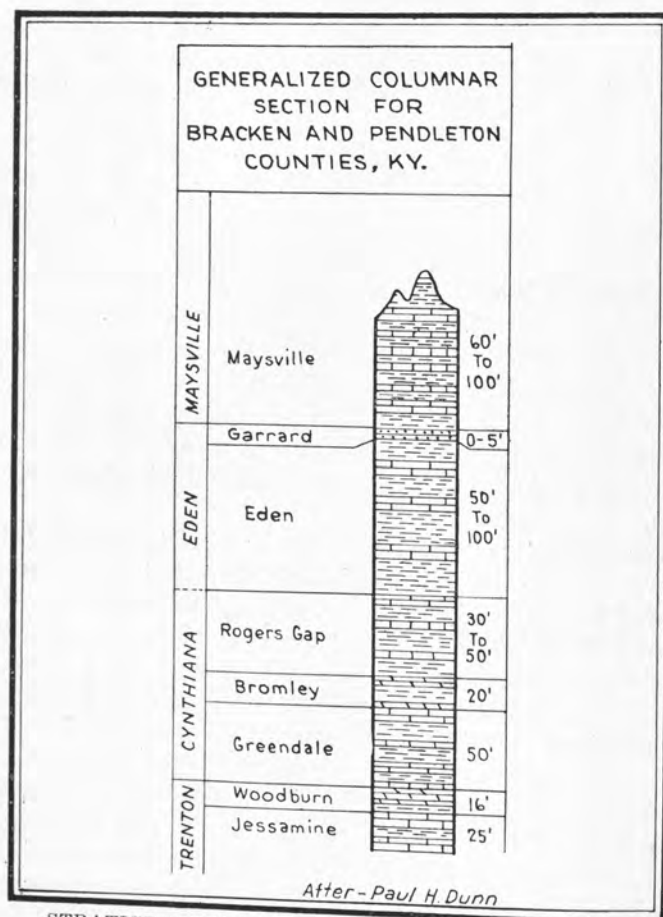 GENERALIZED COLUMNAR
SECTION FOR
BRACKEN AND PENDLETON
COUNTIES, KY.
MAYSVILLE
Maysville
60'
To
100'
EDEN
Garrard
0-5'
Eden
50'
To
100'
CYNTHIANA
Rogers Gap
30'
To
50'
Bromley
20'
Greendale
50'
TRENTON
Woodburn
16'
Jessamine
25'
After-Paul H. Dunn